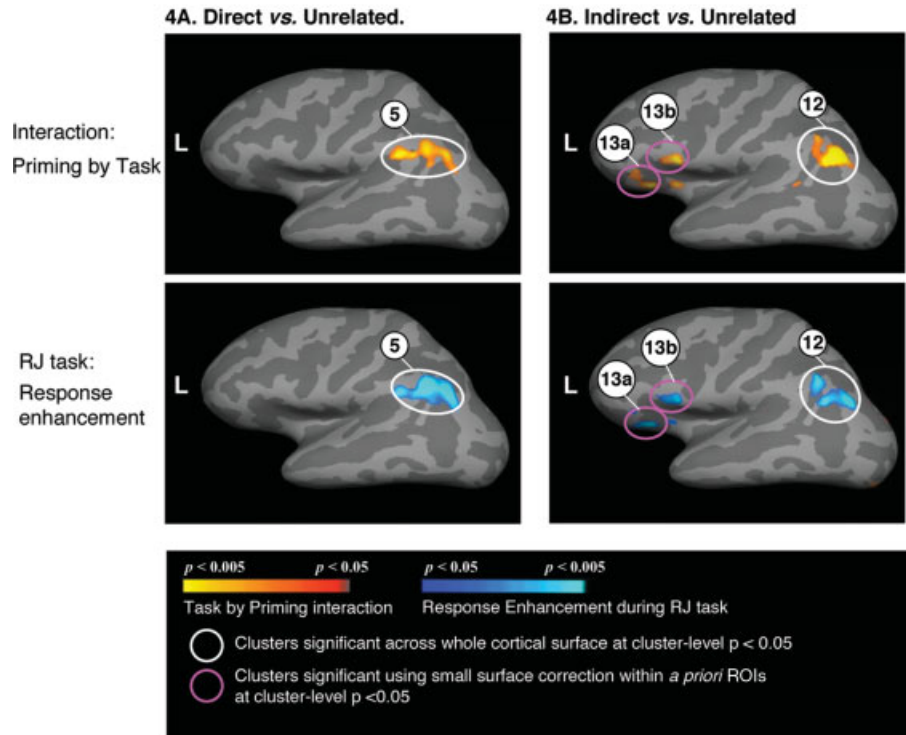 4A. Direct vs. Unrelated.
4B. Indirect vs. Unrelated
Interaction:
Priming by Task
L
5
L
13a
13b
12
RJ task:
Response
enhancement
L
5
L
13a
13b
12
p < 0.005
p < 0.05
p < 0.05
p < 0.005
Task by Priming interaction
Response Enhancement during RJ task
Clusters significant across whole cortical surface at cluster-level p < 0.05
Clusters significant using small surface correction within a priori ROIs
at cluster-level p <0.05